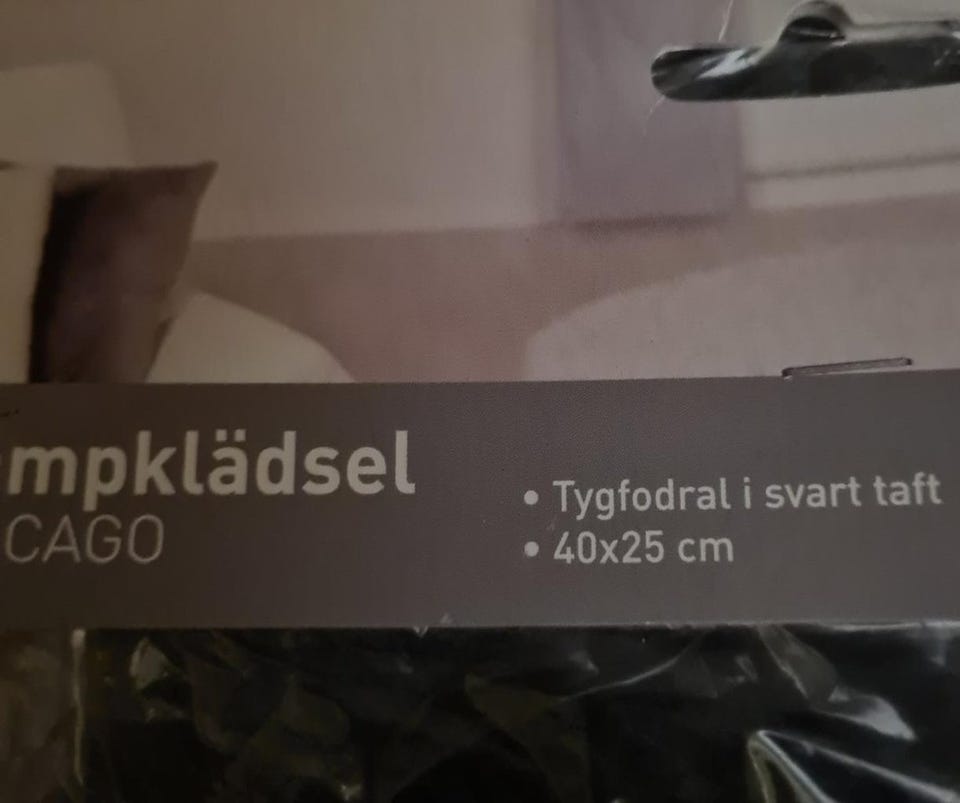 mpklädsel
CAGO
• Tygfodral i svart taft
• 40x25 cm